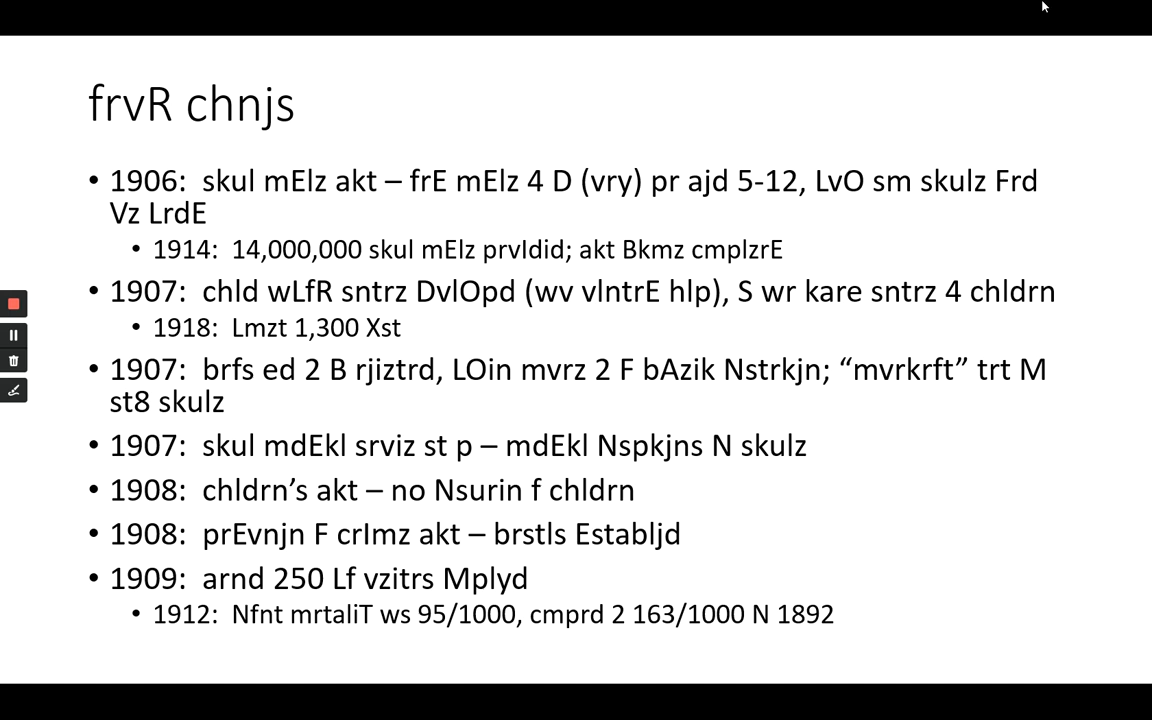 frvR chnjs
• 1906: skul mElz akt – frE mElz 4 D (vry) pr ajd 5-12, LvO sm skulz Frd
Vz LrdE
• 1914: 14,000,000 skul mElz prvIdid; akt Bkmz cmplzrE
• 1907: chld wLfR sntrz DvlOpd (wv vlntrE hlp), S wr kare sntrz 4 chldrn
• 1918: Lmzt 1,300 Xst
• 1907: brfs ed 2 B rjiztrd, LOin mvrz 2 F bAzik Nstrkjn; “mvrkrft” trt M
st8 skulz
• 1907: skul mdEkl srviz st p – mdEkl Nspkjns N skulz
• 1908: chldrn’s akt – no Nsurin f chldrn
• 1908: prEvnjn F crImz akt – brstls Establjd
• 1909: arnd 250 Lf vzitrs Mplyd
• 1912: Nfnt mrtaliT ws 95/1000, cmprd 2 163/1000 N 1892